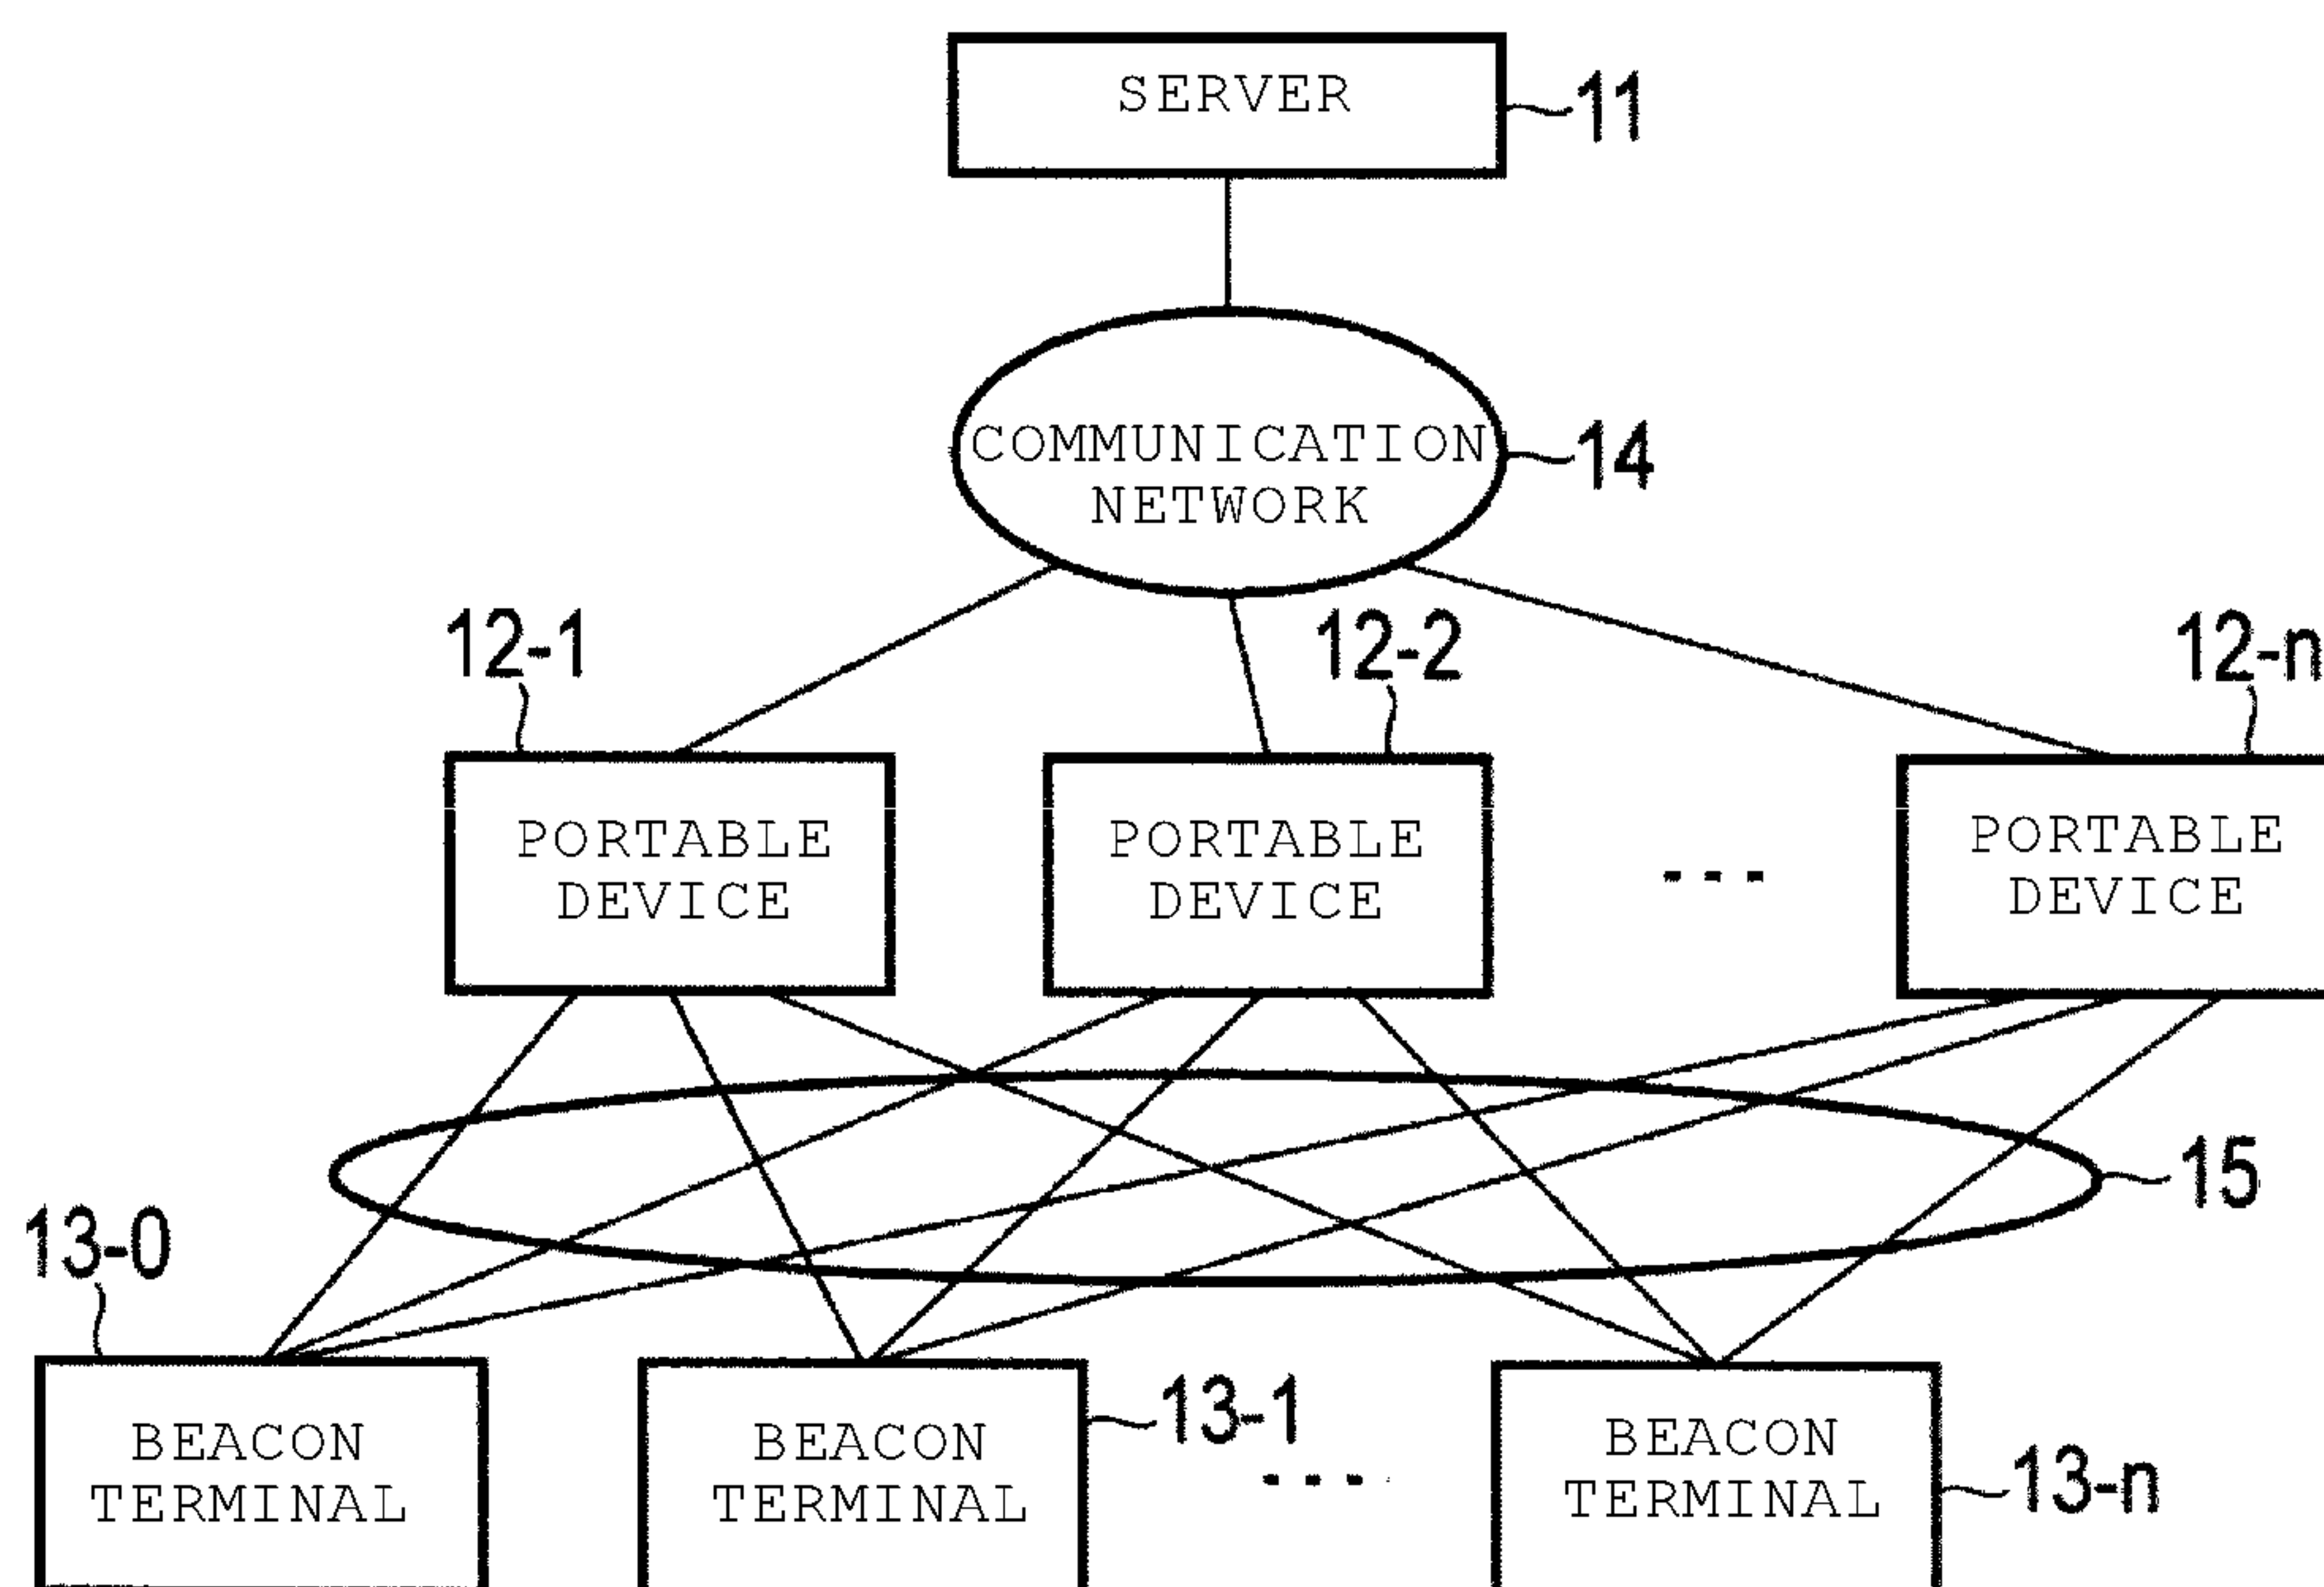 SERVER
11
COMMUNICATION
NETWORK
14
12-1
12-2
12-n
PORTABLE
DEVICE
PORTABLE
DEVICE
...
PORTABLE
DEVICE
15
13-0
BEACON
TERMINAL
BEACON
TERMINAL
13-1
...
BEACON
TERMINAL
13-n